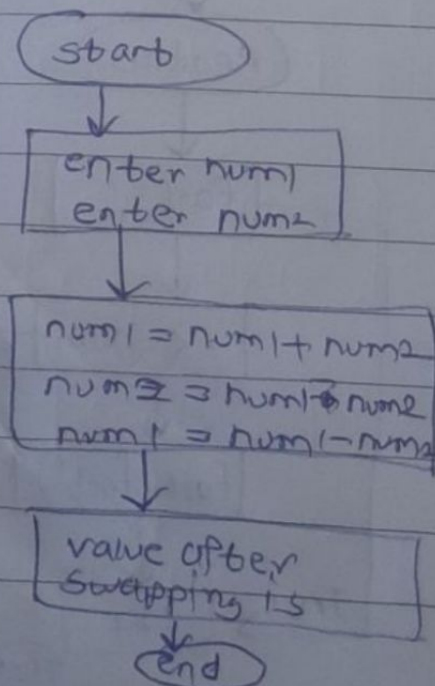 start
enter num1
enter num2
num1 = num1 + num2
num2 = num1 - num2
num1 = num1 - num2
value after
swapping is
end